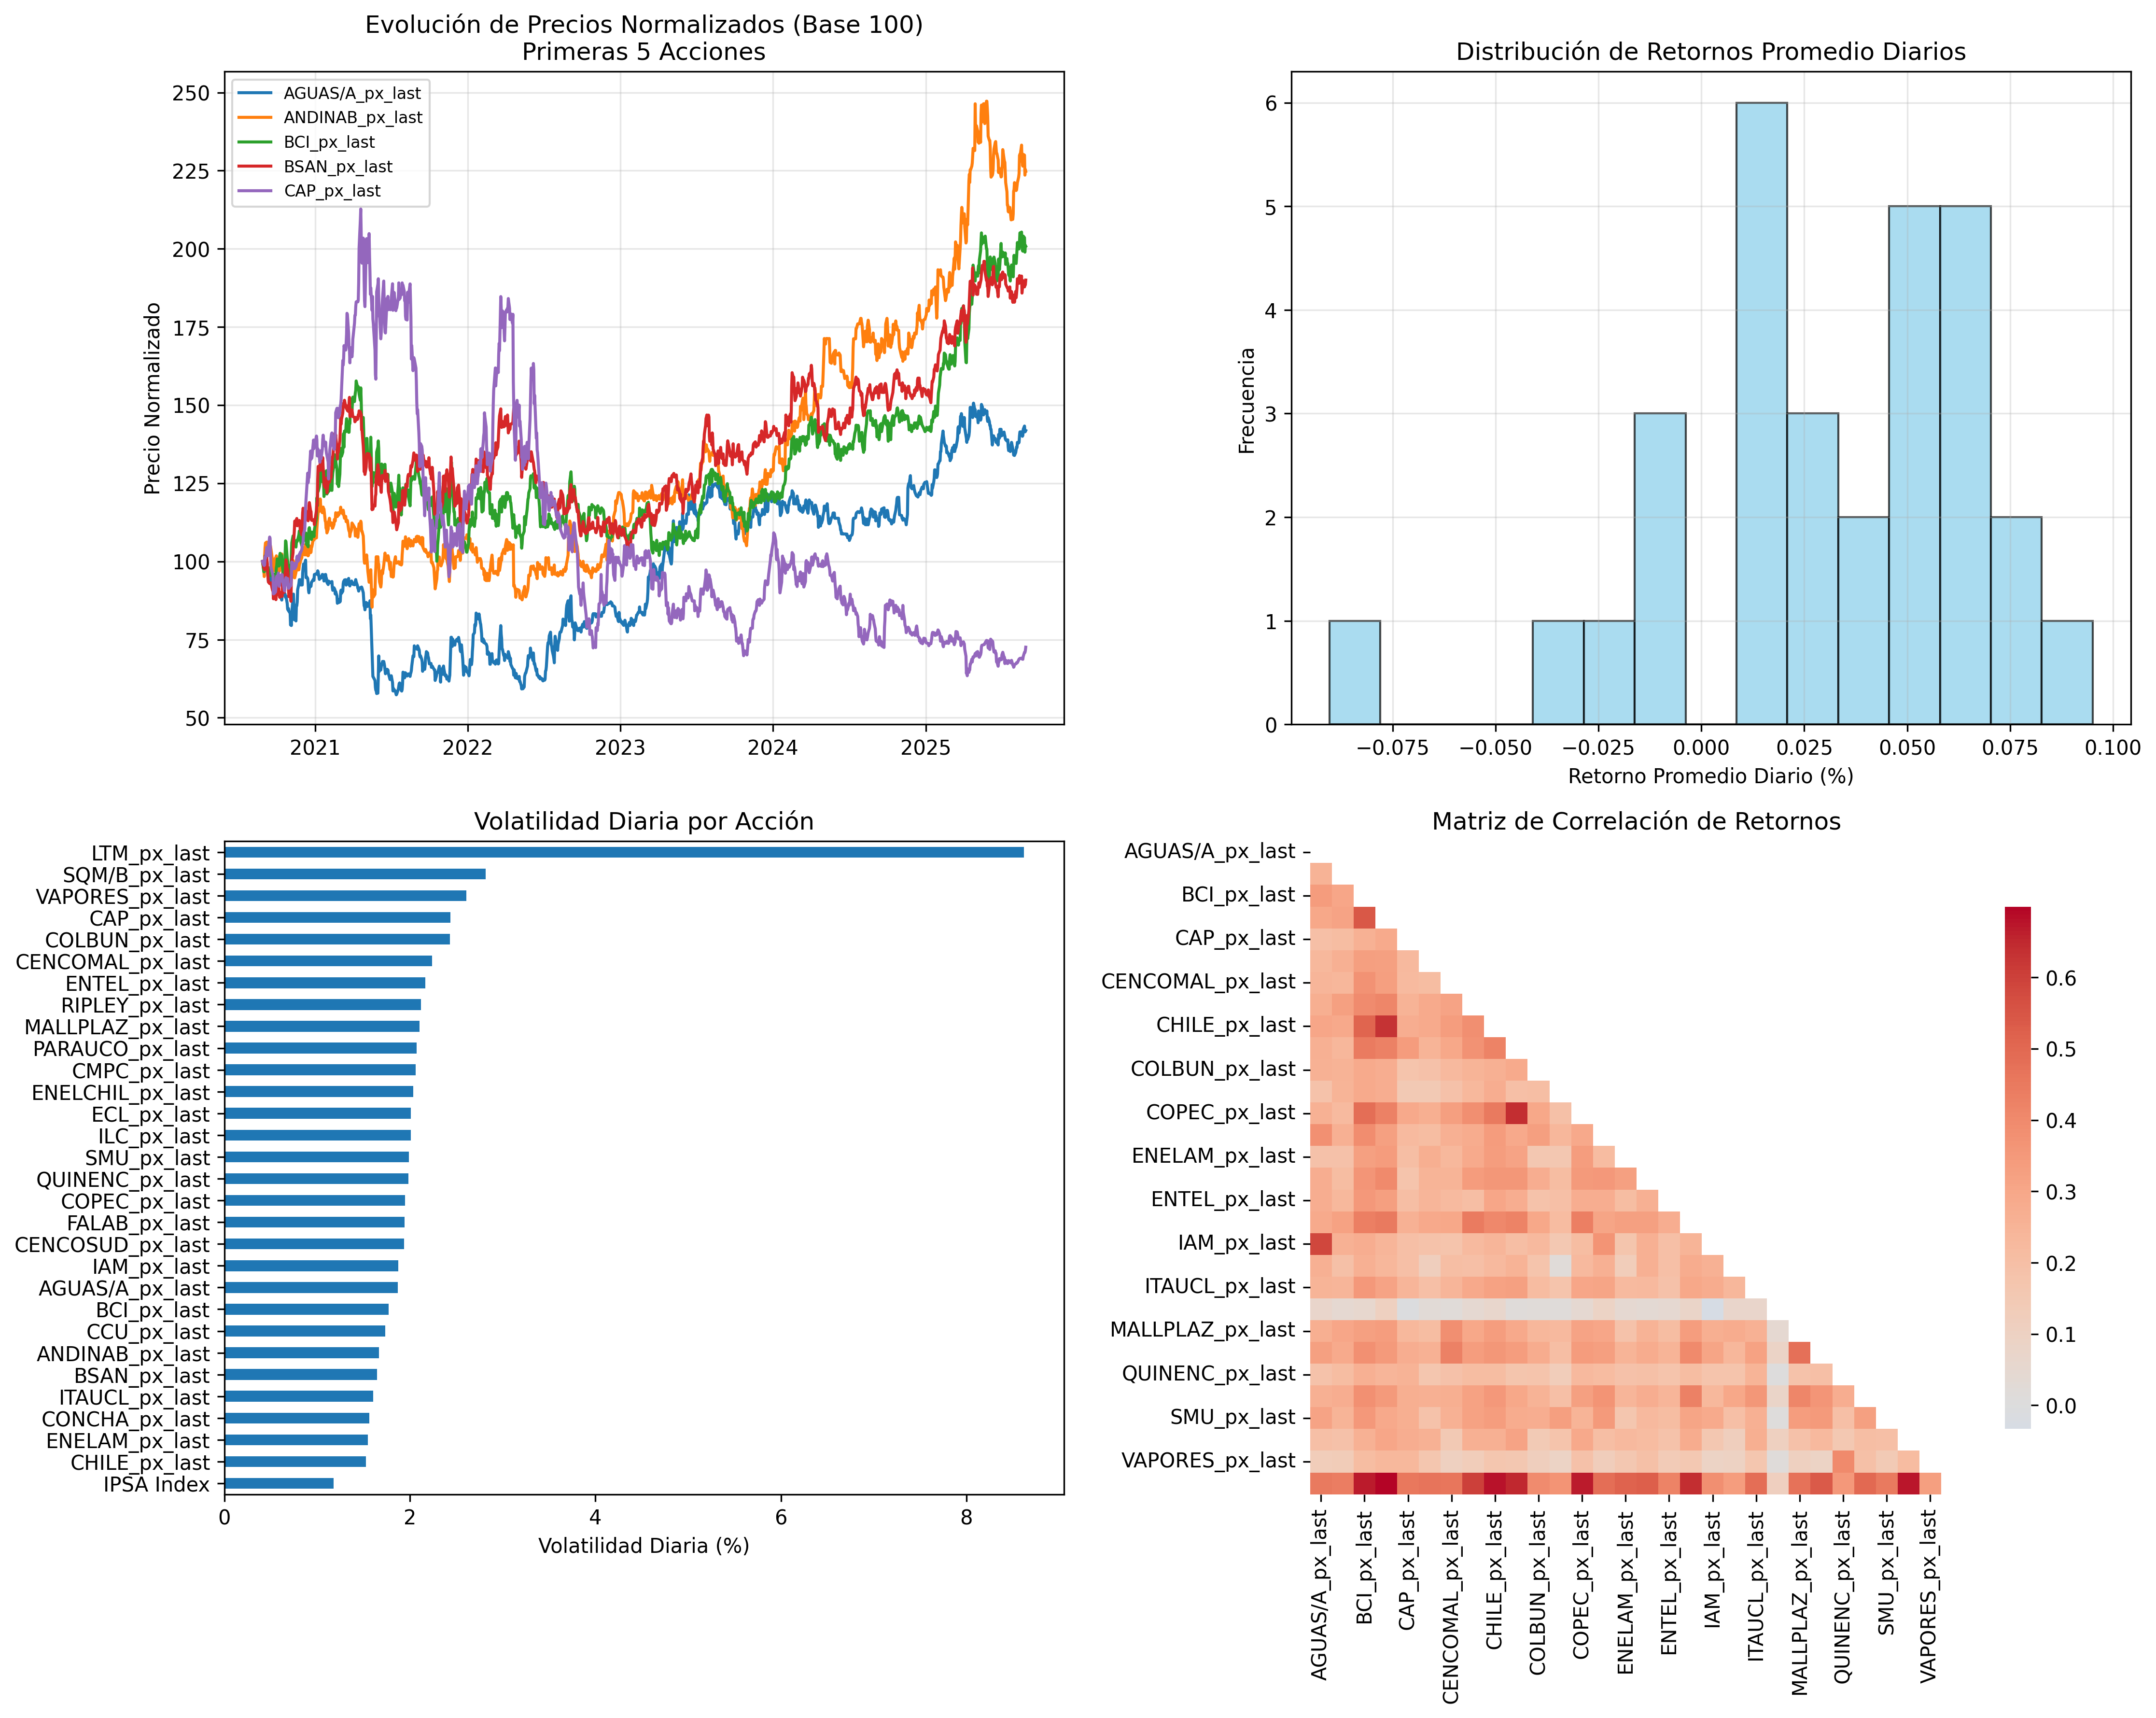 Evolución de Precios Normalizados (Base 100)
Primeras 5 Acciones
AGUAS/A_px_last
ANDINAB_px_last
BCI_px_last
BSAN_px_last
CAP_px_last
Precio Normalizado
250
225
200
175
150
125
100
75
50
2021
2022
2023
2024
2025
Distribución de Retornos Promedio Diarios
Frecuencia
6
5
4
3
2
1
0
−0.075
−0.050
−0.025
0.000
0.025
0.050
0.075
0.100
Retorno Promedio Diario (%)
Volatilidad Diaria por Acción
LTM_px_last
SQM/B_px_last
VAPORES_px_last
CAP_px_last
COLBUN_px_last
CENCOMAL_px_last
ENTEL_px_last
RIPLEY_px_last
MALLPLAZ_px_last
PARAUCO_px_last
CMPC_px_last
ENELCHIL_px_last
ECL_px_last
ILC_px_last
SMU_px_last
QUINENC_px_last
COPEC_px_last
FALAB_px_last
CENCOSUD_px_last
IAM_px_last
AGUAS/A_px_last
BCI_px_last
CCU_px_last
ANDINAB_px_last
BSAN_px_last
ITAUCL_px_last
CONCHA_px_last
ENELAM_px_last
CHILE_px_last
IPSA Index
0
2
4
6
8
Volatilidad Diaria (%)
Matriz de Correlación de Retornos
AGUAS/A_px_last
BCI_px_last
CAP_px_last
CENCOMAL_px_last
CHILE_px_last
COLBUN_px_last
COPEC_px_last
ENELAM_px_last
ENTEL_px_last
IAM_px_last
ITAUCL_px_last
MALLPLAZ_px_last
QUINENC_px_last
SMU_px_last
VAPORES_px_last
AGUAS/A_px_last
BCI_px_last
CAP_px_last
CENCOMAL_px_last
CHILE_px_last
COLBUN_px_last
COPEC_px_last
ENELAM_px_last
ENTEL_px_last
IAM_px_last
ITAUCL_px_last
MALLPLAZ_px_last
QUINENC_px_last
SMU_px_last
VAPORES_px_last
0.6
0.5
0.4
0.3
0.2
0.1
0.0